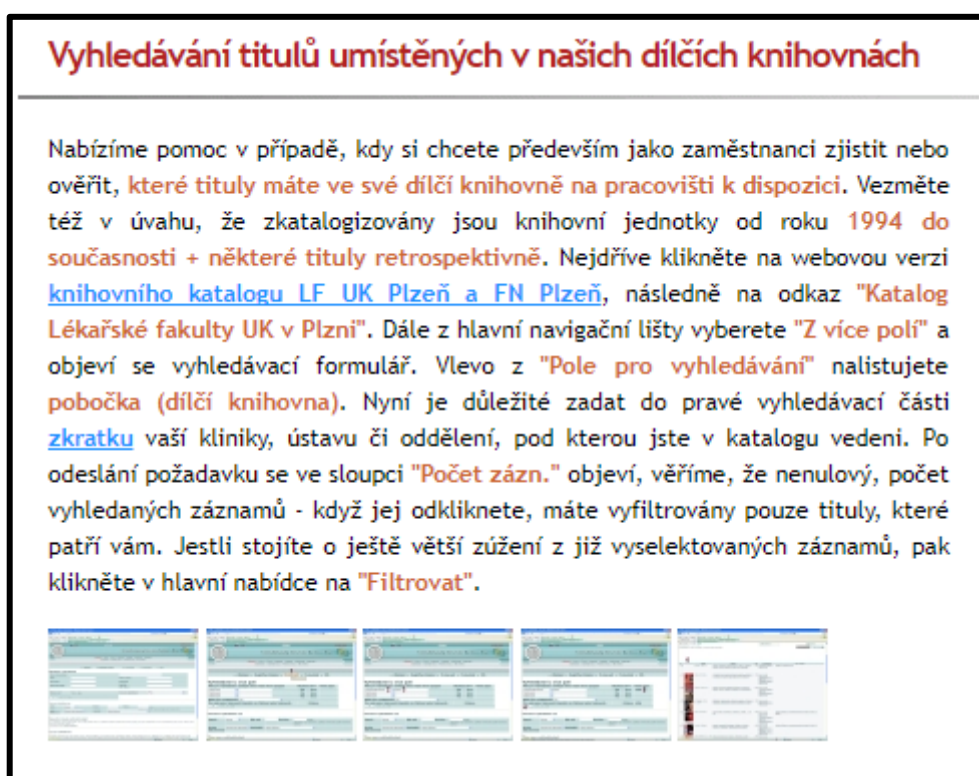 Vyhledávání titulů umístěných v našich dílčích knihovnách
Nabízíme pomoc v případě, kdy si chcete především jako zaměstnanci zjistit nebo
ověřit, které tituly máte ve své dílčí knihovně na pracovišti k dispozici. Vezměte
též v úvahu, že zkatalogizovány jsou knihovní jednotky od roku 1994 do
současnosti + některé tituly retrospektivně. Nejdříve klikněte na webovou verzi
knihovního katalogu LF UK Plzeň a FN Plzeň, následně na odkaz "Katalog
Lékařské fakulty UK v Plzni". Dále z hlavní navigační lišty vyberete "Z více polí" a
objeví se vyhledávací formulář. Vlevo z "Pole pro vyhledávání" nalistujete
pobočka (dílčí knihovna). Nyní je důležité zadat do pravé vyhledávací části
zkratku vaší kliniky, ústavu či oddělení, pod kterou jste v katalogu vedeni. Po
odeslání požadavku se ve sloupci "Počet zázn." objeví, věříme, že nenulový, počet
vyhledaných záznamů - když jej odkliknete, máte vyfiltrovány pouze tituly, které
patří vám. Jestli stojíte o ještě větší zúžení z již vyselektovaných záznamů, pak
klikněte v hlavní nabídce na "Filtrovat".